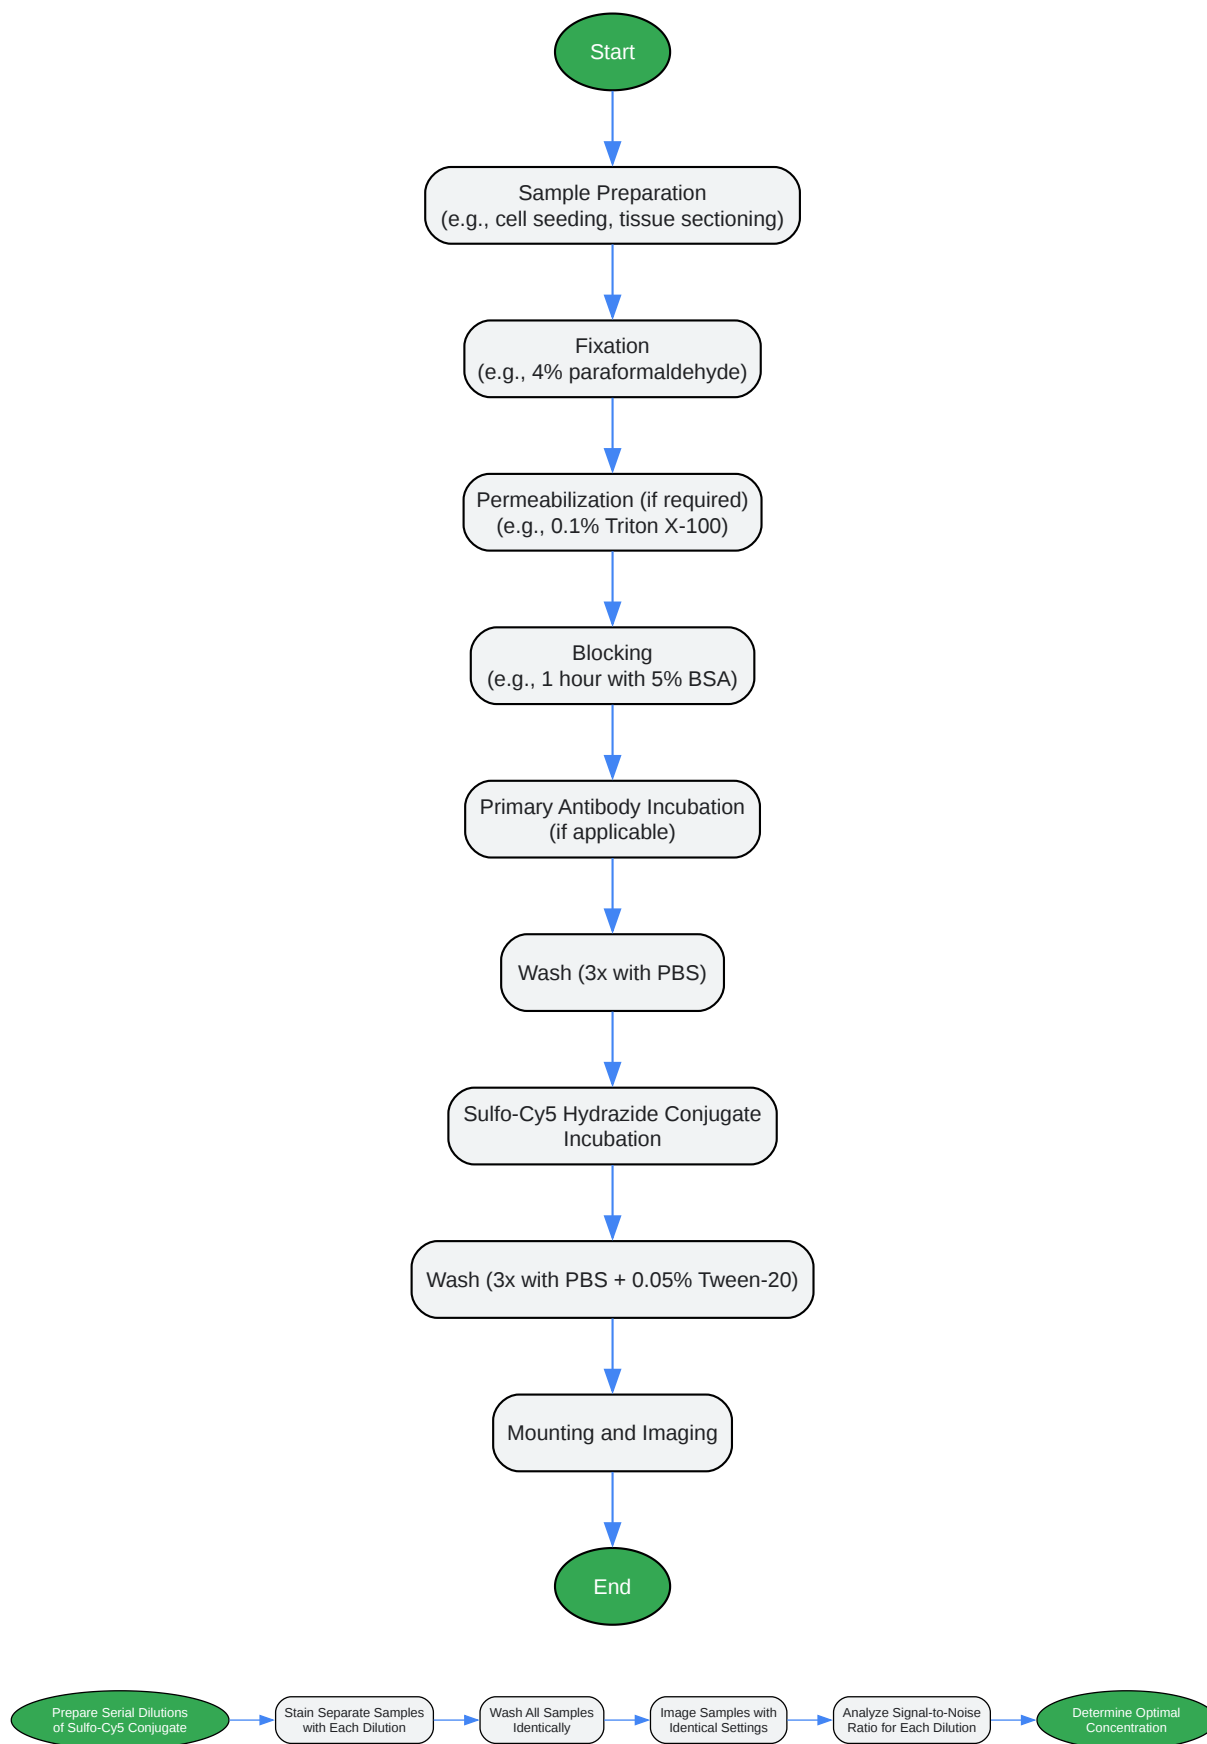 Start
Sample Preparation
(e.g., cell seeding, tissue sectioning)
Fixation
(e.g., 4% paraformaldehyde)
Permeabilization (if required)
(e.g., 0.1% Triton X-100)
Blocking
(e.g., 1 hour with 5% BSA)
Primary Antibody Incubation
(if applicable)
Wash (3x with PBS)
Sulfo-Cy5 Hydrazide Conjugate
Incubation
Wash (3x with PBS + 0.05% Tween-20)
Mounting and Imaging
End
Prepare Serial Dilutions
of Sulfo-Cy5 Conjugate
Stain Separate Samples
with Each Dilution
Wash All Samples
Identically
Image Samples with
Identical Settings
Analyze Signal-to-Noise
Ratio for Each Dilution
Determine Optimal
Concentration